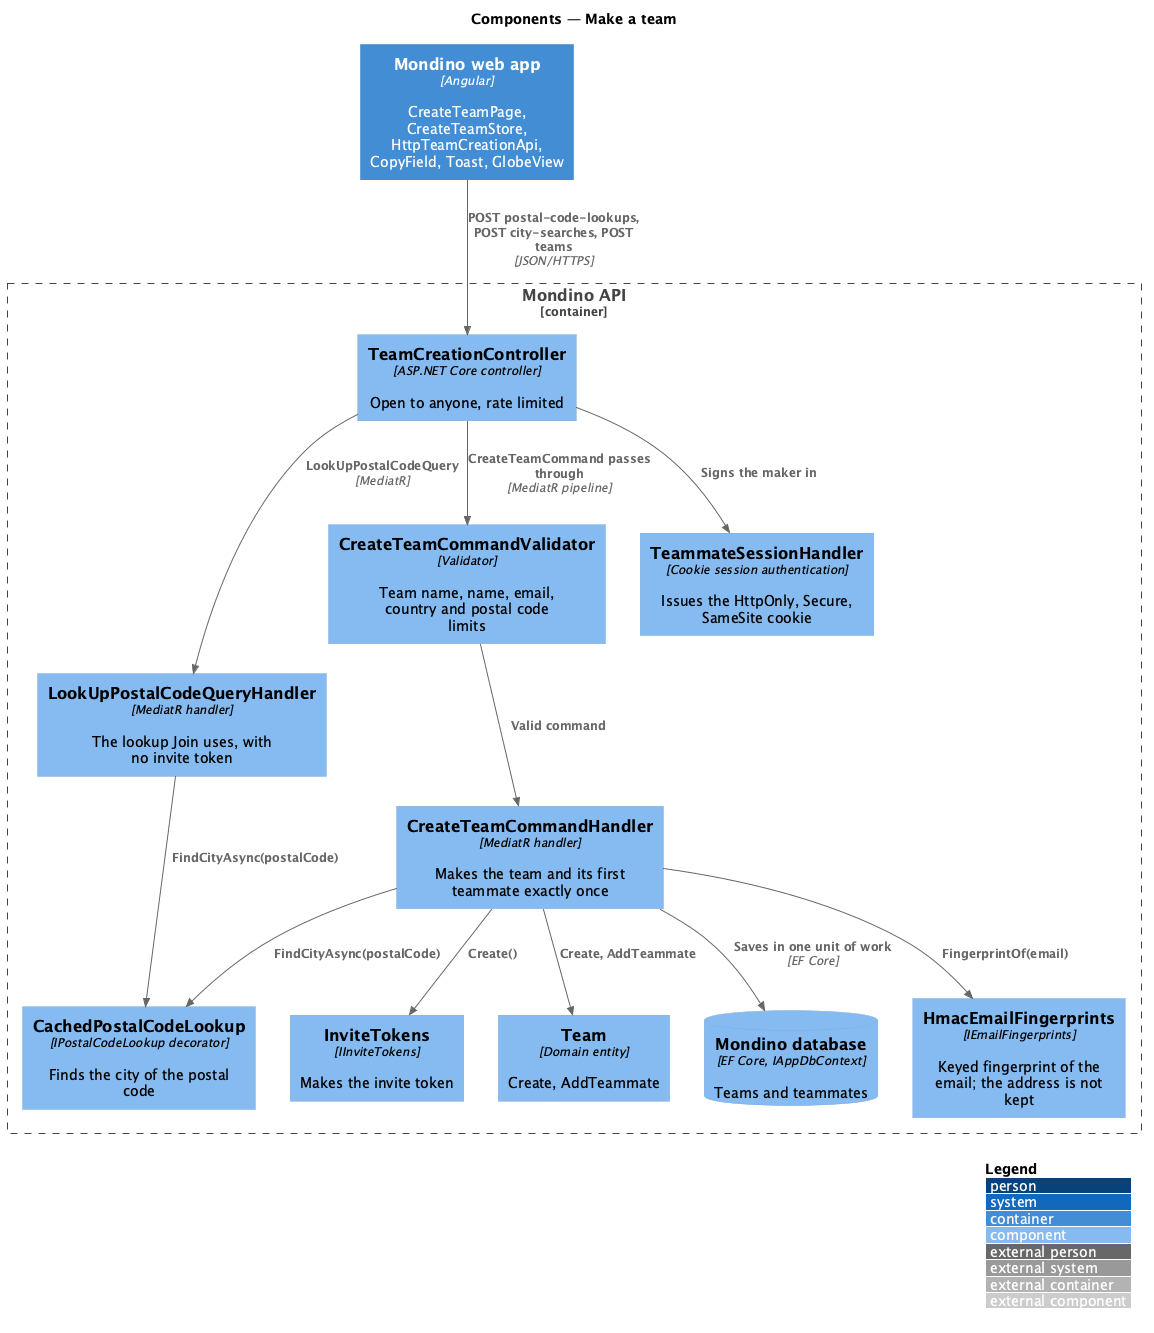 Components — Make a team
Mondino web app
[Angular]
CreateTeamPage,
CreateTeamStore,
HttpTeamCreationApi,
CopyField, Toast, GlobeView
POST postal-code-lookups,
POST city-searches, POST
teams
[JSON/HTTPS]
Mondino API
[container]
TeamCreationController
[ASP.NET Core controller]
Open to anyone, rate limited
LookUpPostalCodeQuery
[MediatR]
CreateTeamCommand passes
through
[MediatR pipeline]
Signs the maker in
CreateTeamCommandValidator
[Validator]
Team name, name, email,
country and postal code
limits
TeammateSessionHandler
[Cookie session authentication]
Issues the HttpOnly, Secure,
SameSite cookie
LookUpPostalCodeQueryHandler
[MediatR handler]
The lookup Join uses, with
no invite token
Valid command
CreateTeamCommandHandler
[MediatR handler]
Makes the team and its first
teammate exactly once
FindCityAsync(postalCode)
FindCityAsync(postalCode)
Create()
Create, AddTeammate
Saves in one unit of work
[EF Core]
FingerprintOf(email)
CachedPostalCodeLookup
[IPostalCodeLookup decorator]
Finds the city of the postal
code
InviteTokens
[IInviteTokens]
Makes the invite token
Team
[Domain entity]
Create, AddTeammate
Mondino database
[EF Core, IAppDbContext]
Teams and teammates
HmacEmailFingerprints
[IEmailFingerprints]
Keyed fingerprint of the
email; the address is not
kept
Legend
person
system
container
component
external person
external system
external container
external component